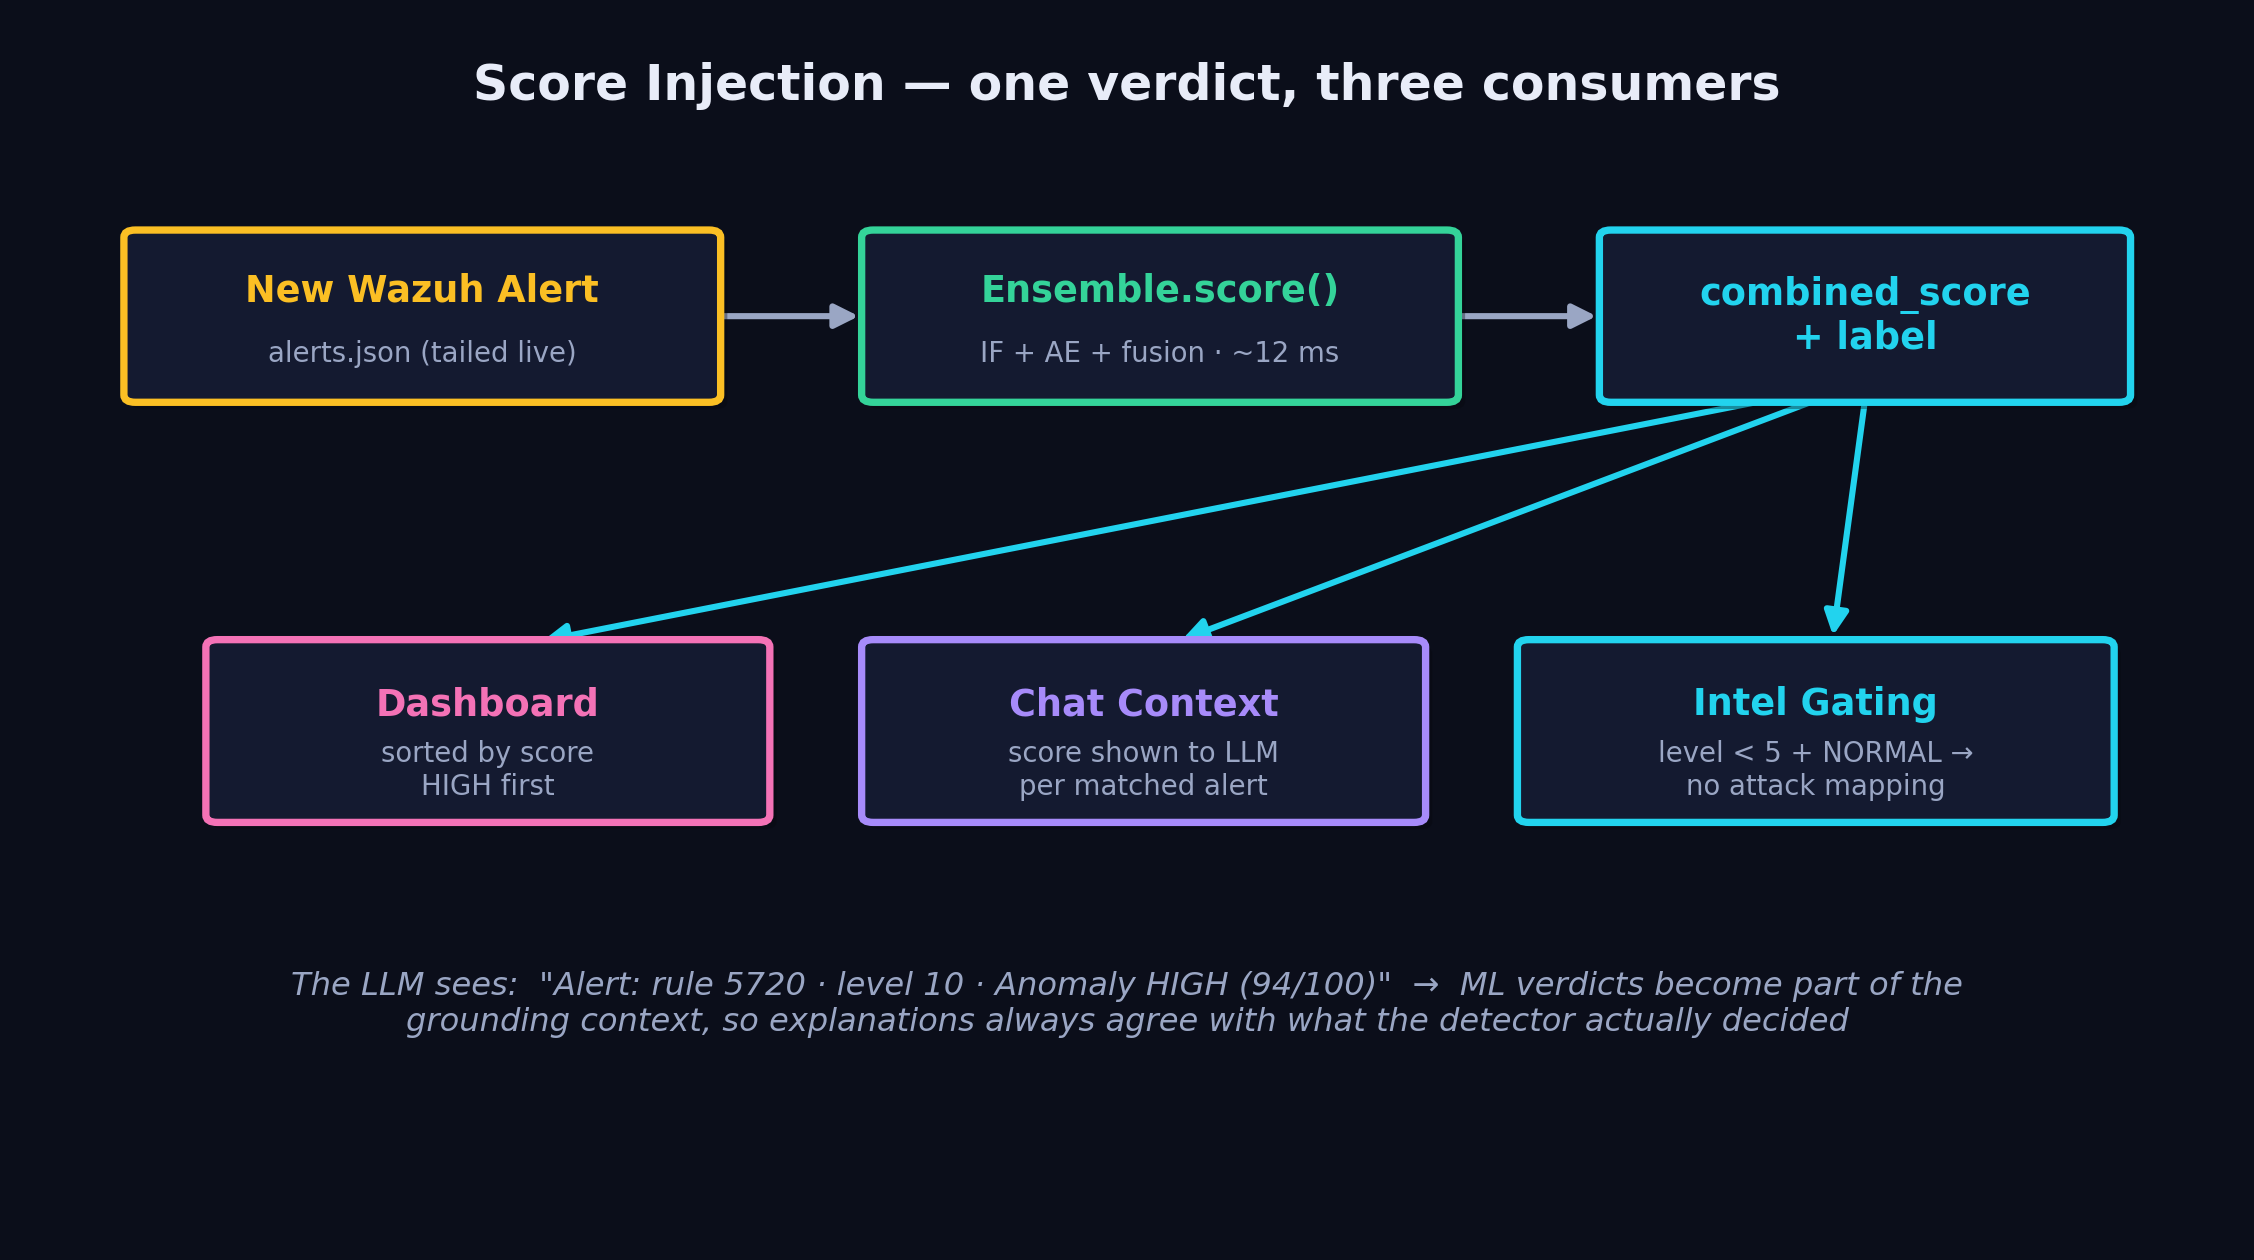 Score Injection — one verdict, three consumers
New Wazuh Alert
alerts.json (tailed live)
Ensemble.score()
IF + AE + fusion · ~12 ms
combined_score
+ label
Dashboard
sorted by score
HIGH first
Chat Context
score shown to LLM
per matched alert
Intel Gating
level < 5 + NORMAL →
no attack mapping
The LLM sees:  "Alert: rule 5720 · level 10 · Anomaly HIGH (94/100)"  →  ML verdicts become part of the
grounding context, so explanations always agree with what the detector actually decided